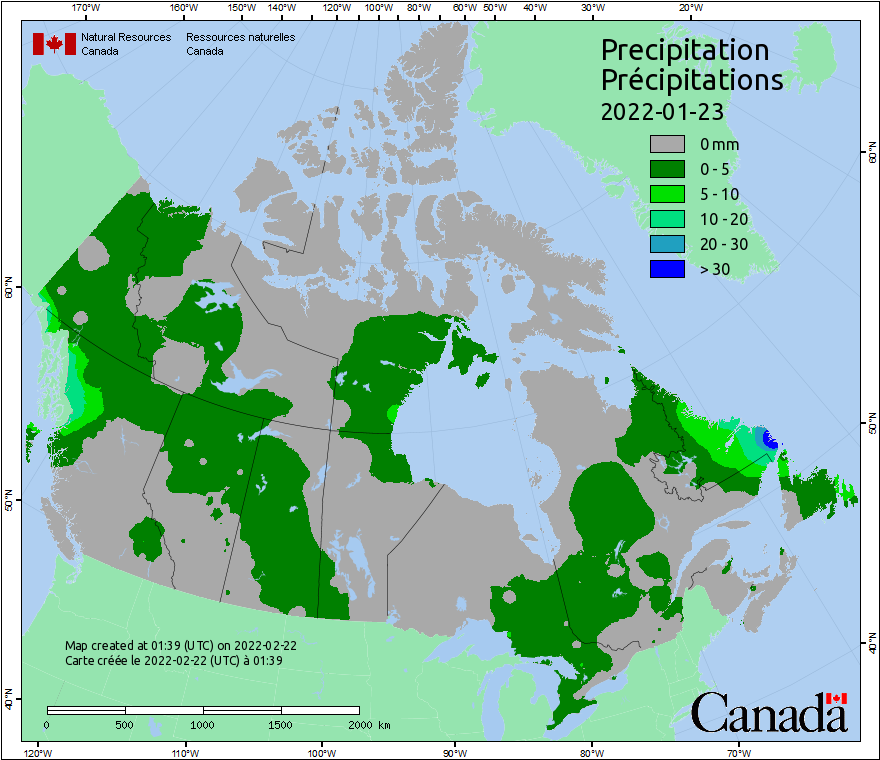 170°W 160°W 150°W 140°W 130°W 120°W 110°W 100°W 90°W 80°W 60°W 50°W 40°W 30°W 20°W
Natural Resources Ressources naturelles
Canada Canada
Precipitation
Précipitations
2022-01-23
0 mm
0 - 5
5 - 10
10 - 20
20 - 30
> 30
60°N
60°N
50°N
50°N
40°N
40°N
Map created at 01:39 (UTC) on 2022-02-22
Carte créée le 2022-02-22 (UTC) à 01:39
0 500 1000 1500 2000 km
Canada
120°W 110°W 100°W 90°W 80°W 70°W